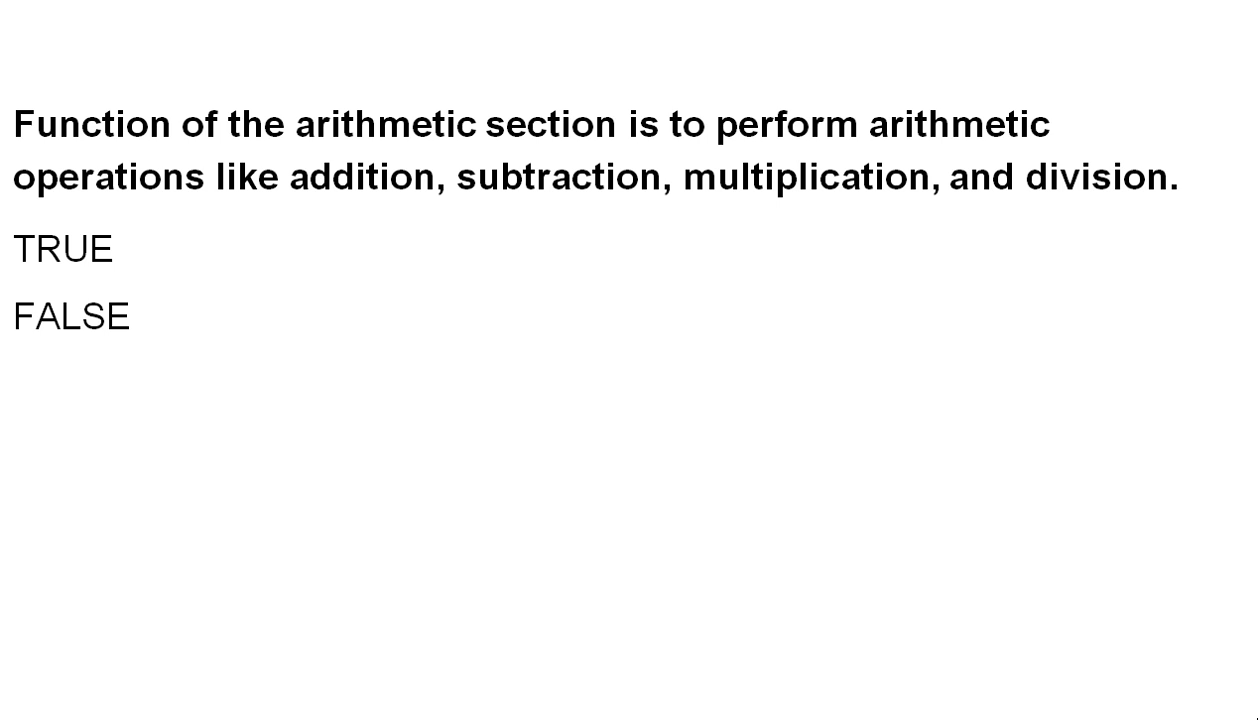 Function of the arithmetic section is to perform arithmetic
operations like addition, subtraction, multiplication, and division.
TRUE
FALSE